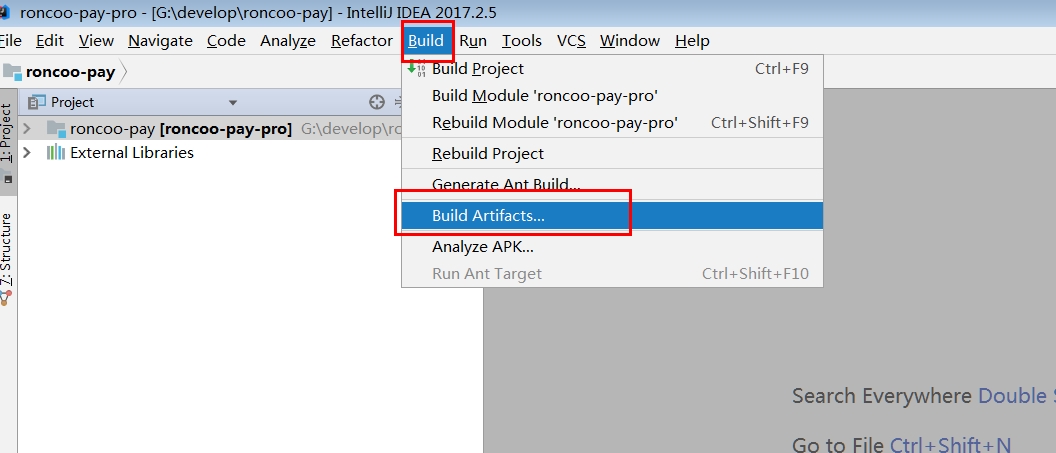 roncoo-pay-pro - [G:\develop\roncoo-pay] - IntelliJ IDEA 2017.2.5
File Edit View Navigate Code Analyze Refactor Build Run Tools VCS Window Help
roncoo-pay
Project
roncoo-pay [roncoo-pay-pro] G:\develop\ro
External Libraries
1: Project
7: Structure
Build Project Ctrl+F9
Build Module 'roncoo-pay-pro'
Rebuild Module 'roncoo-pay-pro' Ctrl+Shift+F9
Rebuild Project
Generate Ant Build...
Build Artifacts...
Analyze APK...
Run Ant Target Ctrl+Shift+F10
Search Everywhere Double
Go to File Ctrl+Shift+N